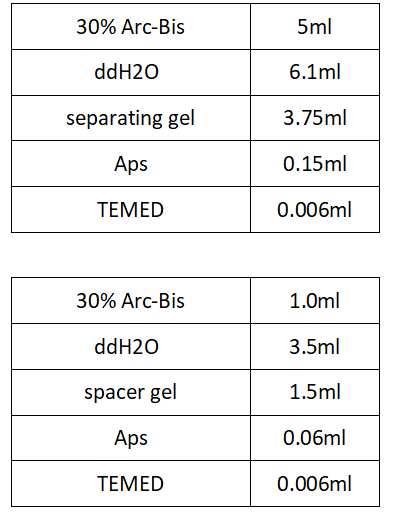 30% Arc-Bis 5ml
ddH2O 6.1ml
separating gel 3.75ml
Aps 0.15ml
TEMED 0.006ml
30% Arc-Bis 1.0ml
ddH2O 3.5ml
spacer gel 1.5ml
Aps 0.06ml
TEMED 0.006ml